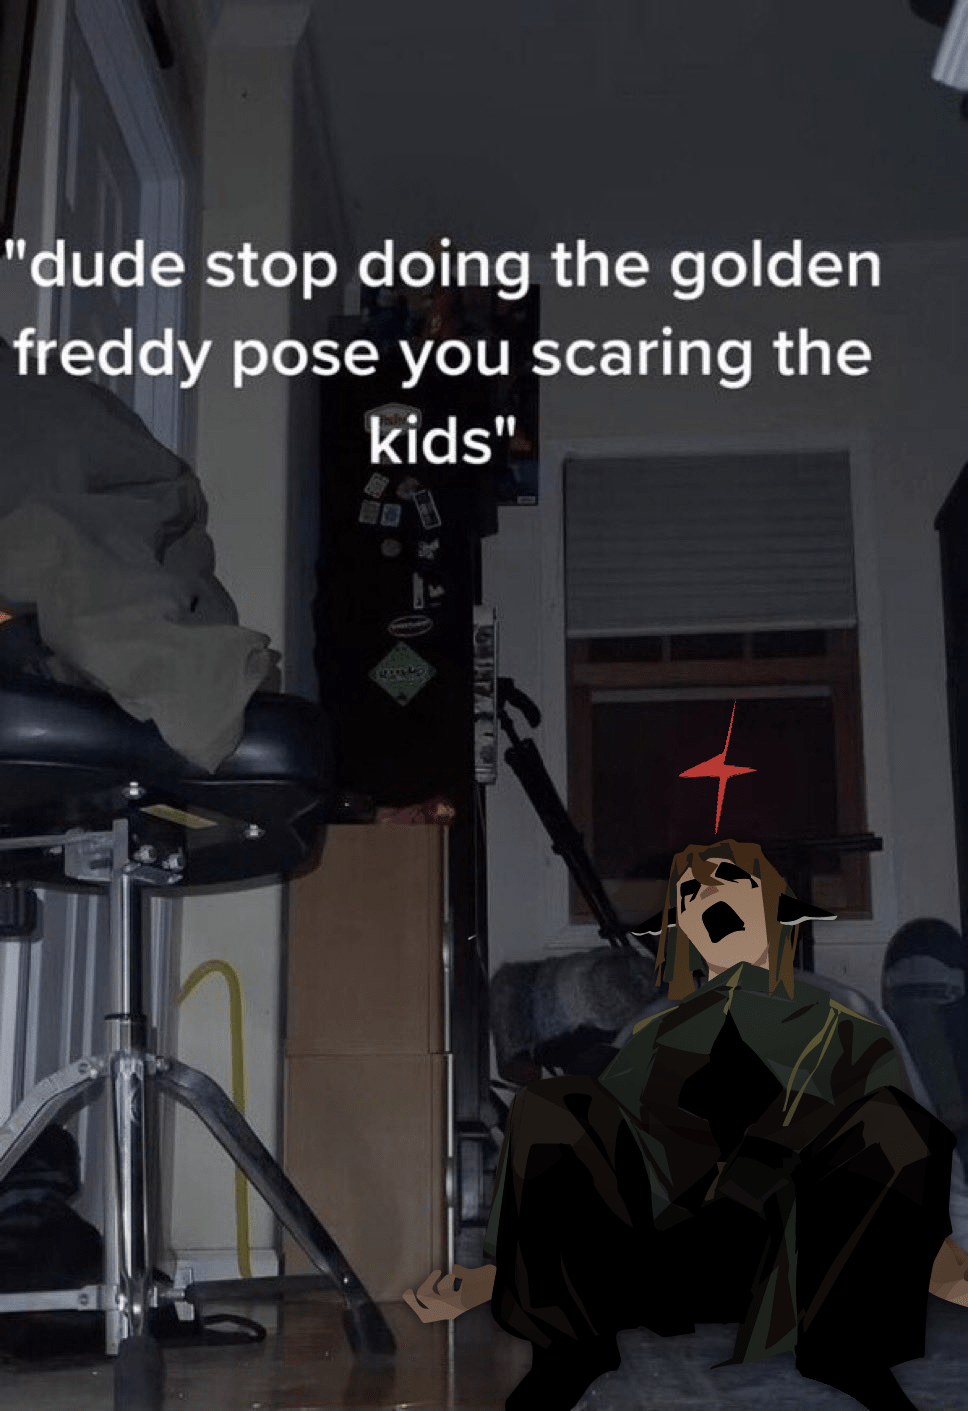 "dude stop doing the golden
freddy pose you scaring the
kids"